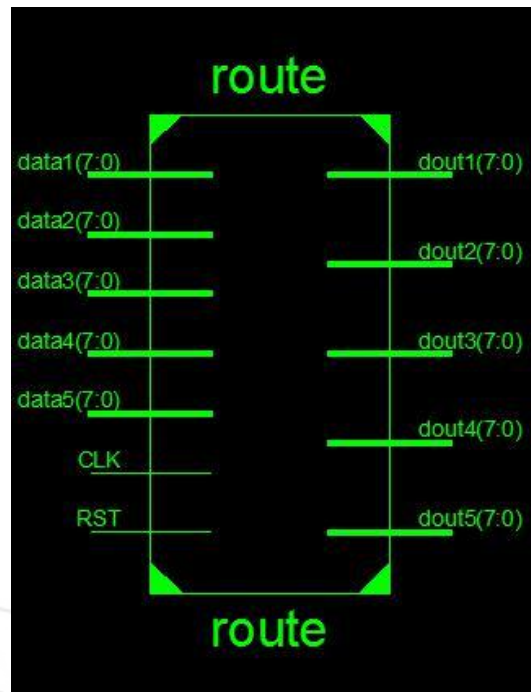 route
data1(7:0)
data2(7:0)
data3(7:0)
data4(7:0)
data5(7:0)
CLK
RST
dout1(7:0)
dout2(7:0)
dout3(7:0)
dout4(7:0)
dout5(7:0)
route